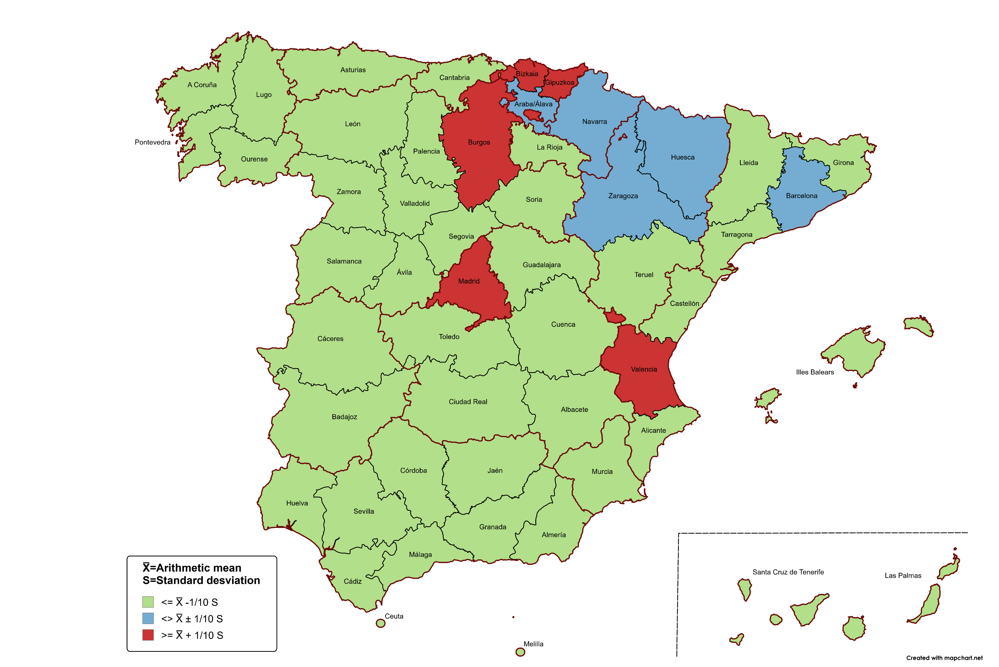 Asturias
Cantabria
Bizkaia
Gipuzkoa
A Coruña
Lugo
Araba/Álava
León
Navarra
Pontevedra
Burgos
La Rioja
Palencia
Ourense
Huesca
Lleida
Girona
Zamora
Valladolid
Soria
Zaragoza
Barcelona
Segovia
Tarragona
Salamanca
Ávila
Guadalajara
Madrid
Teruel
Castellón
Cuenca
Cáceres
Toledo
Valencia
Illes Balears
Ciudad Real
Albacete
Badajoz
Alicante
Córdoba
Jaén
Murcia
Huelva
Sevilla
Granada
Almería
Málaga
Cádiz
Ceuta
Melilla
Santa Cruz de Tenerife
Las Palmas
X̅=Arithmetic mean
S=Standard desviation
<= X̅ -1/10 S
<> X̅ ± 1/10 S
>= X̅ + 1/10 S
Created with mapchart.net